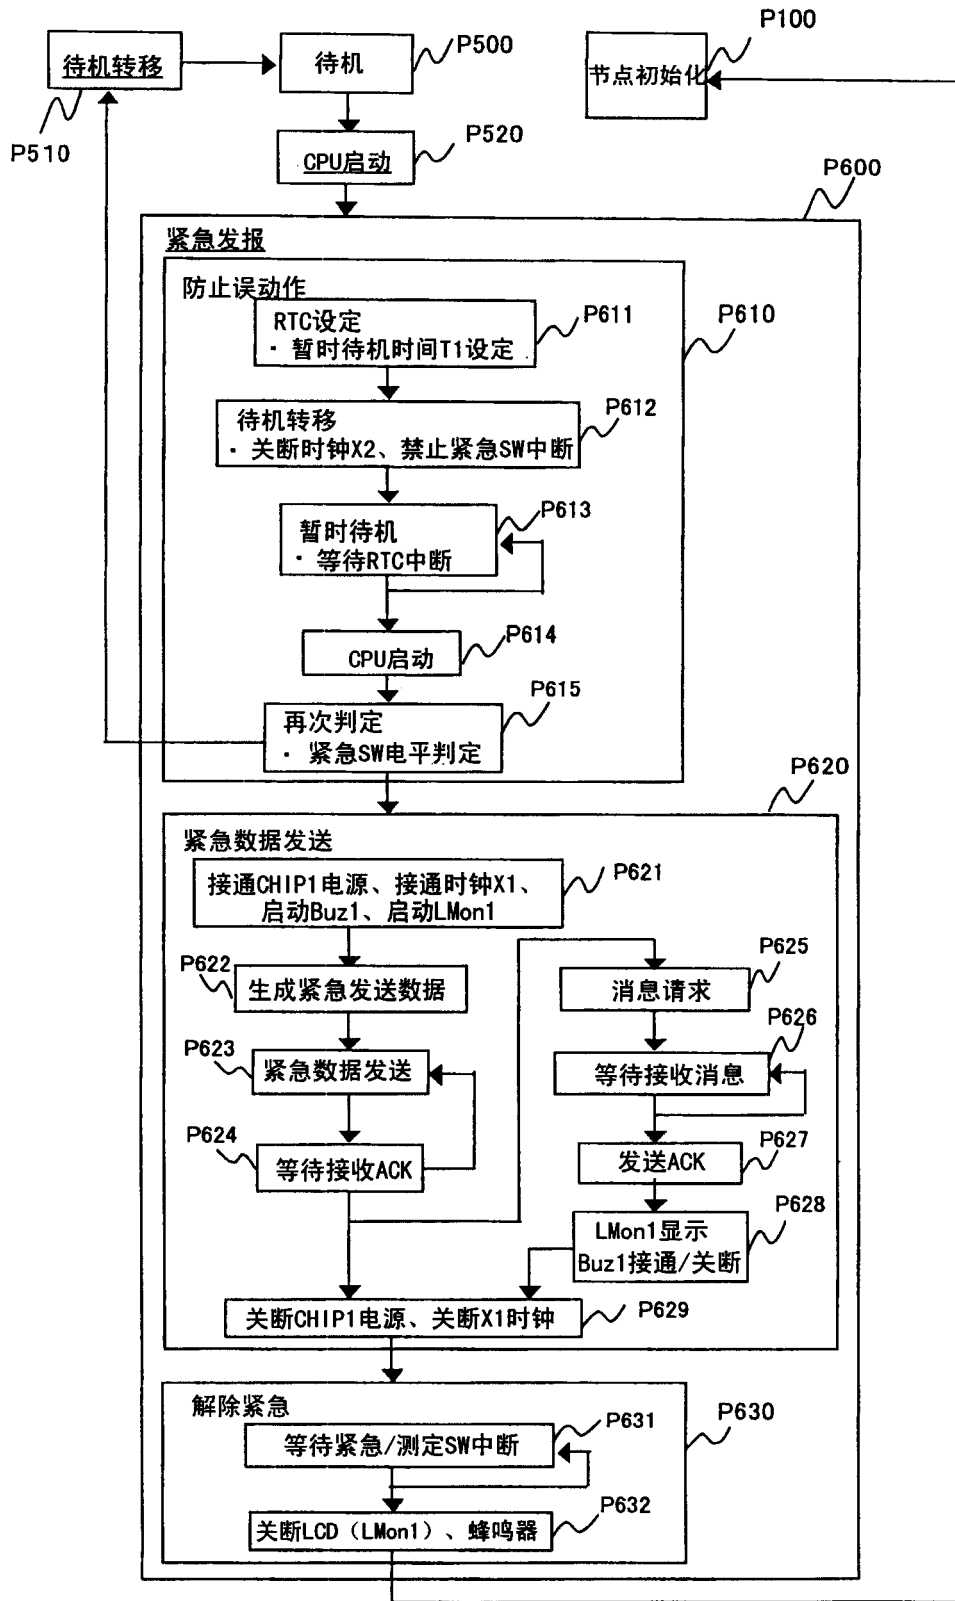 待机转移
P510
待机
P500
节点初始化
P100
CPU启动
P520
P600
紧急发报
防止误动作
P610
RTC设定
・暂时待机时间T1设定
P611
待机转移
・关断时钟X2、禁止紧急SW中断
P612
暂时待机
・等待RTC中断
P613
CPU启动
P614
再次判定
・紧急SW电平判定
P615
P620
紧急数据发送
接通CHIP1电源、接通时钟X1、
启动Buz1、启动LMon1
P621
P622
生成紧急发送数据
P623
紧急数据发送
P624
等待接收ACK
消息请求
P625
等待接收消息
P626
发送ACK
P627
LMon1显示
Buz1接通/关断
P628
关断CHIP1电源、关断X1时钟
P629
解除紧急
P630
等待紧急/测定SW中断
P631
关断LCD（LMon1）、蜂鸣器
P632